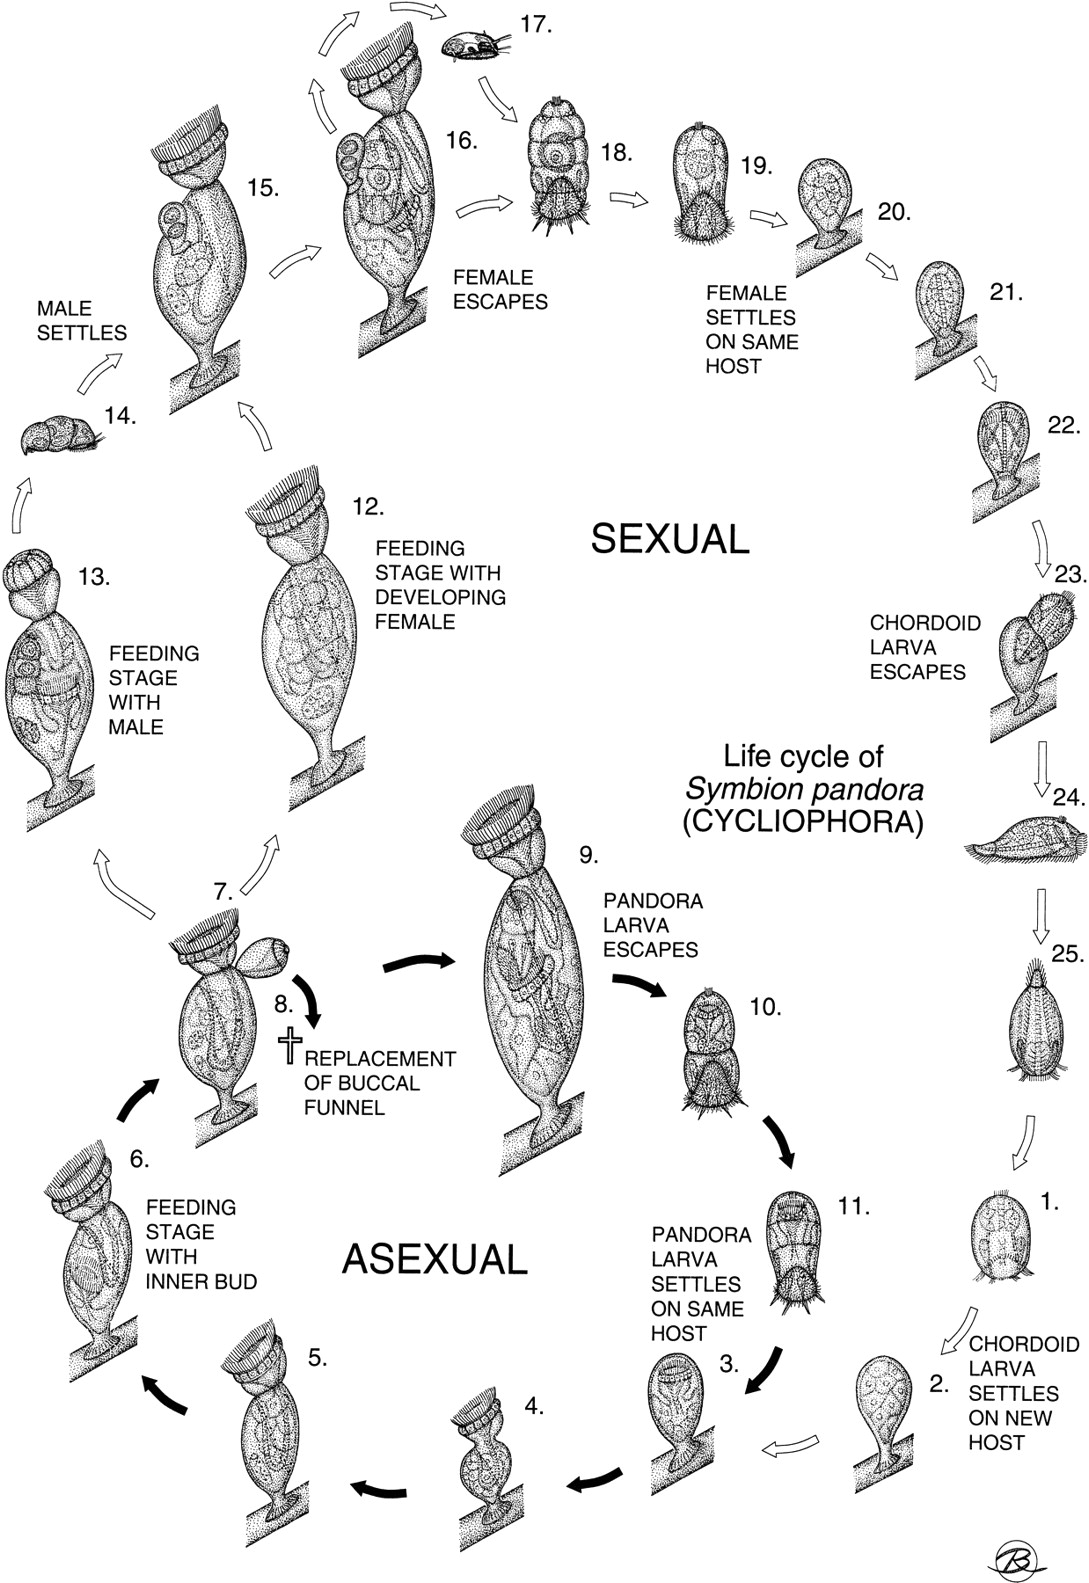 17.
16.
18.
19.
15.
20.
FEMALE
ESCAPES
FEMALE
SETTLES
ON SAME
HOST
21.
MALE
SETTLES
14.
22.
12.
SEXUAL
FEEDING
STAGE WITH
DEVELOPING
FEMALE
13.
23.
CHORDOID
LARVA
ESCAPES
FEEDING
STAGE
WITH
MALE
Life cycle of
Symbion pandora
(CYCLIOPHORA)
24.
9.
7.
PANDORA
LARVA
ESCAPES
25.
8.
10.
REPLACEMENT
OF BUCCAL
FUNNEL
6.
FEEDING
STAGE
WITH
INNER BUD
ASEXUAL
11.
1.
PANDORA
LARVA
SETTLES
ON SAME
HOST
CHORDOID
LARVA
SETTLES
ON NEW
HOST
5.
3.
2.
4.
B